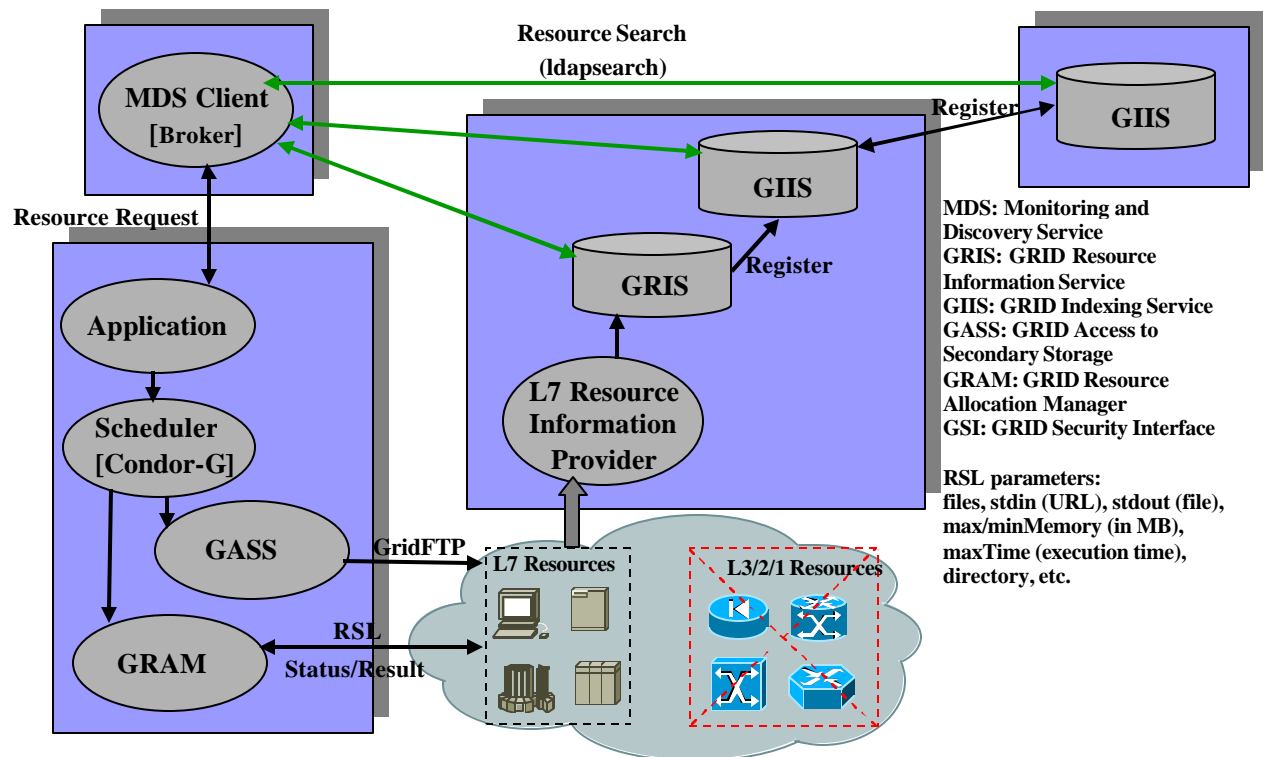 Resource Search
(ldapsearch)
MDS Client
[Broker]
Register
GIIS
GIIS
Resource Request
GRIS
Register
Application
L7 Resource
Information
Provider
Scheduler
[Condor-G]
GASS
GridFTP
L7 Resources
L3/2/1 Resources
GRAM
RSL
Status/Result
MDS: Monitoring and
Discovery Service
GRIS: GRID Resource
Information Service
GIIS: GRID Indexing Service
GASS: GRID Access to
Secondary Storage
GRAM: GRID Resource
Allocation Manager
GSI: GRID Security Interface
RSL parameters:
files, stdin (URL), stdout (file),
max/minMemory (in MB),
maxTime (execution time),
directory, etc.